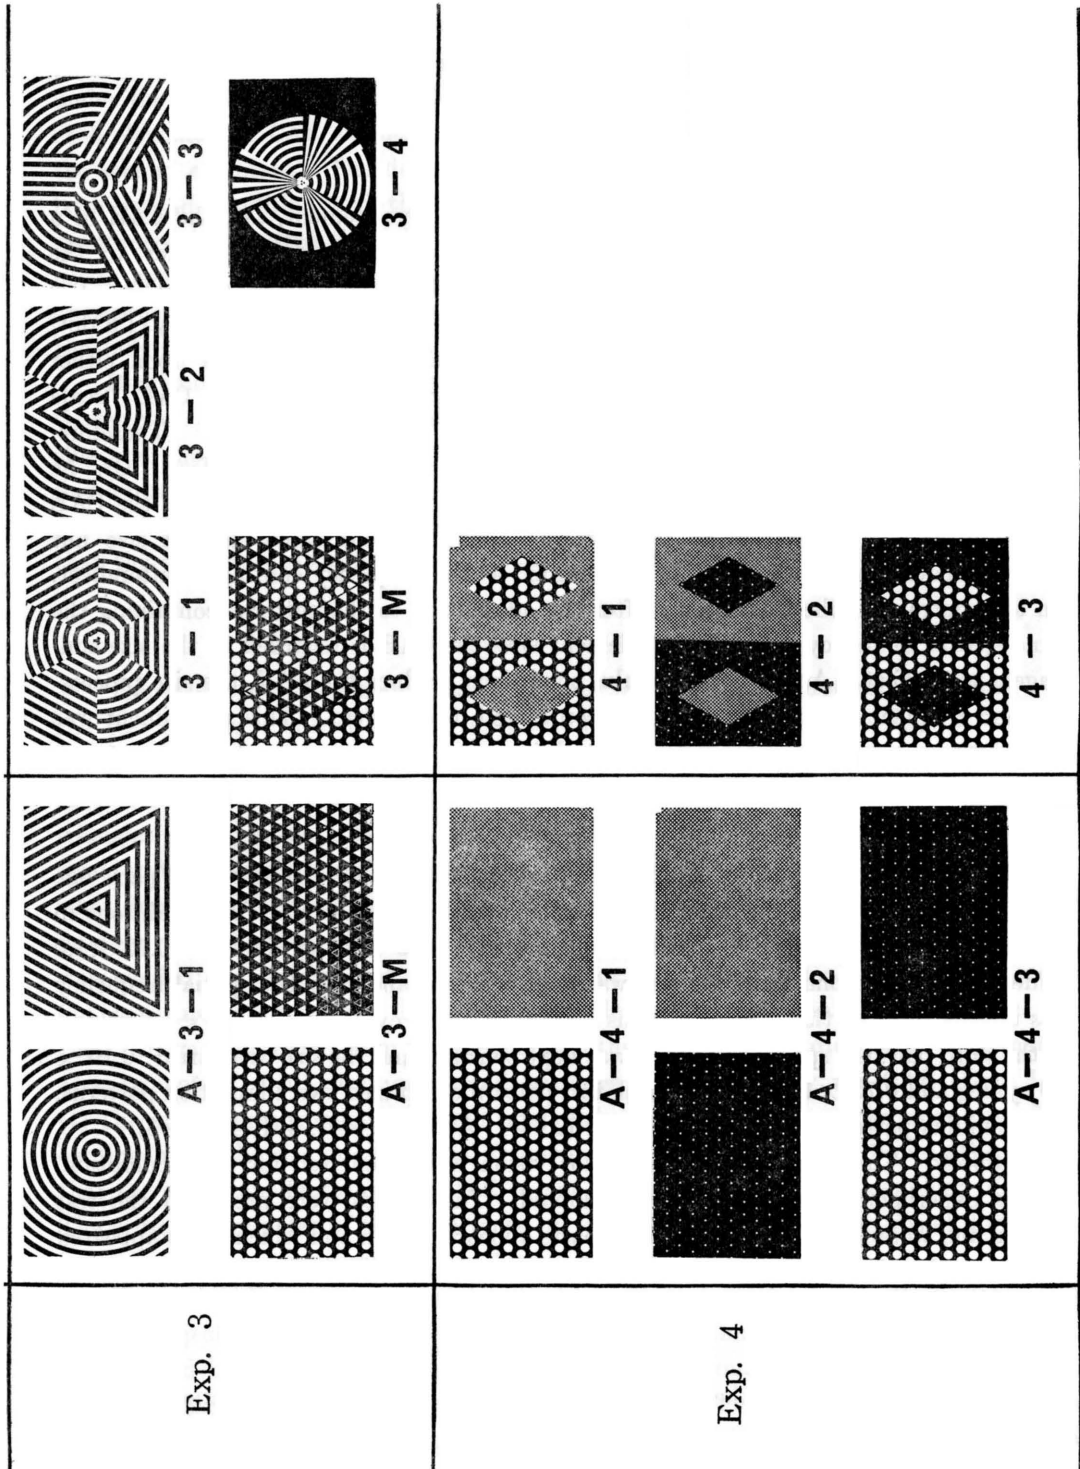 Exp. 3
A—3—1
3 — 1
3 — 2
3 — 3
A—3—M
3 — M
3 — 4
Exp. 4
A—4—1
4 — 1
A—4—2
4 — 2
A—4—3
4 — 3